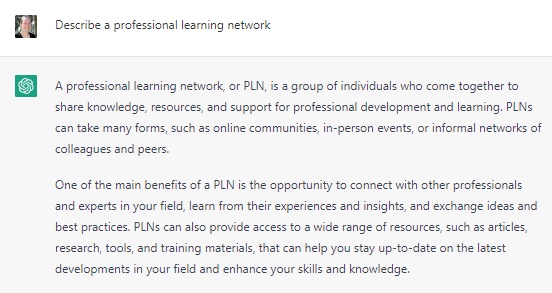 Describe a professional learning network
A professional learning network, or PLN, is a group of individuals who come together to
share knowledge, resources, and support for professional development and learning. PLNs
can take many forms, such as online communities, in-person events, or informal networks of
colleagues and peers.
One of the main benefits of a PLN is the opportunity to connect with other professionals
and experts in your field, learn from their experiences and insights, and exchange ideas and
best practices. PLNs can also provide access to a wide range of resources, such as articles,
research, tools, and training materials, that can help you stay up-to-date on the latest
developments in your field and enhance your skills and knowledge.